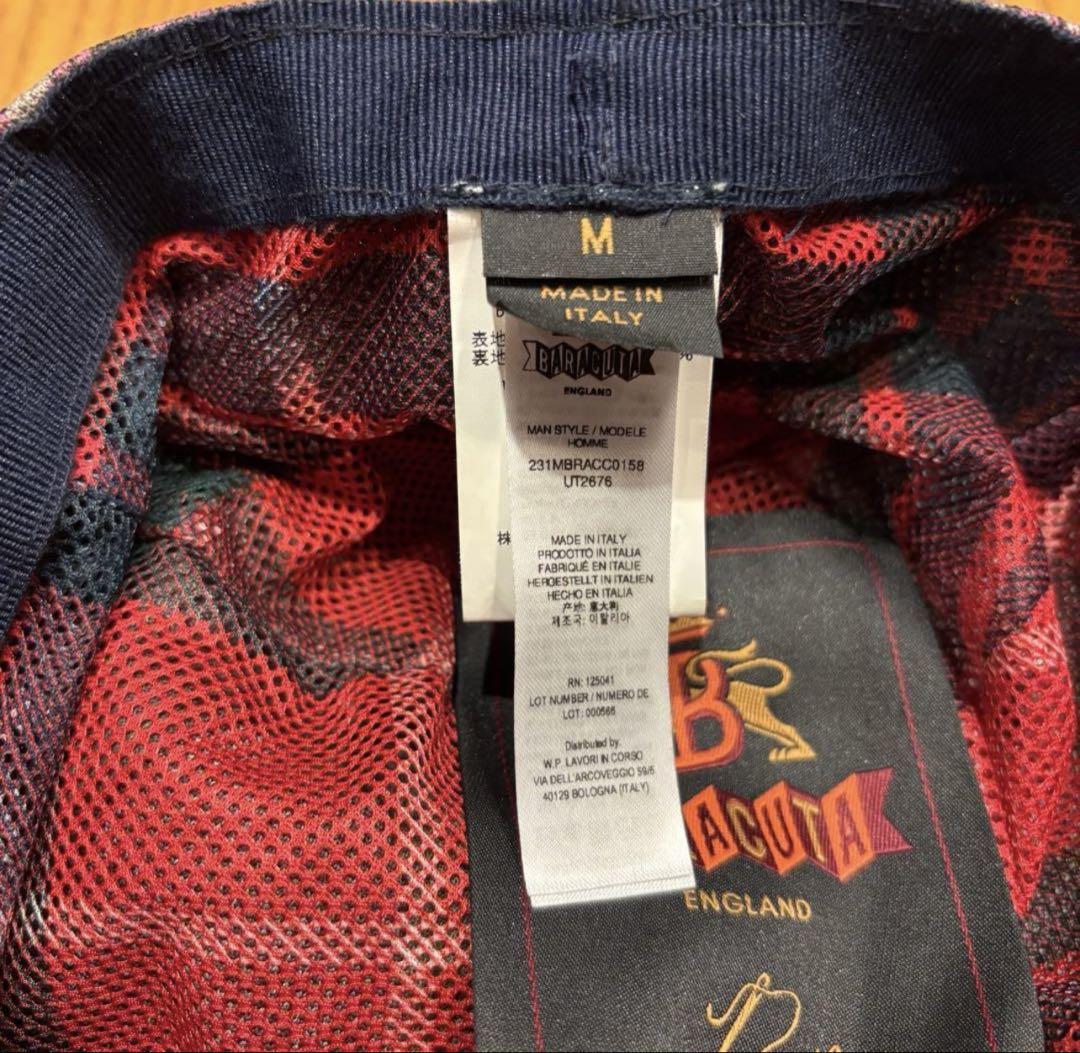 M
MADE IN
ITALY
表地
裏地
%
BARACUTA
ENGLAND
MAN STYLE / MODELE
HOMME
231MBRACC0158
UT2676
株
MADE IN ITALY
PRODOTTO IN ITALIA
FABRIQUÉ EN ITALIE
HERGESTELLT IN ITALIEN
HECHO EN ITALIA
产地: 意大利
제조국: 이탈리아
RN: 125041
LOT NUMBER / NUMERO DE
LOT: 000566
Distributed by:
W.P. LAVORI IN CORSO
VIA DELL'ARCOVEGGIO 59/5
40129 BOLOGNA (ITALY)
B
ACUTA
ENGLAND